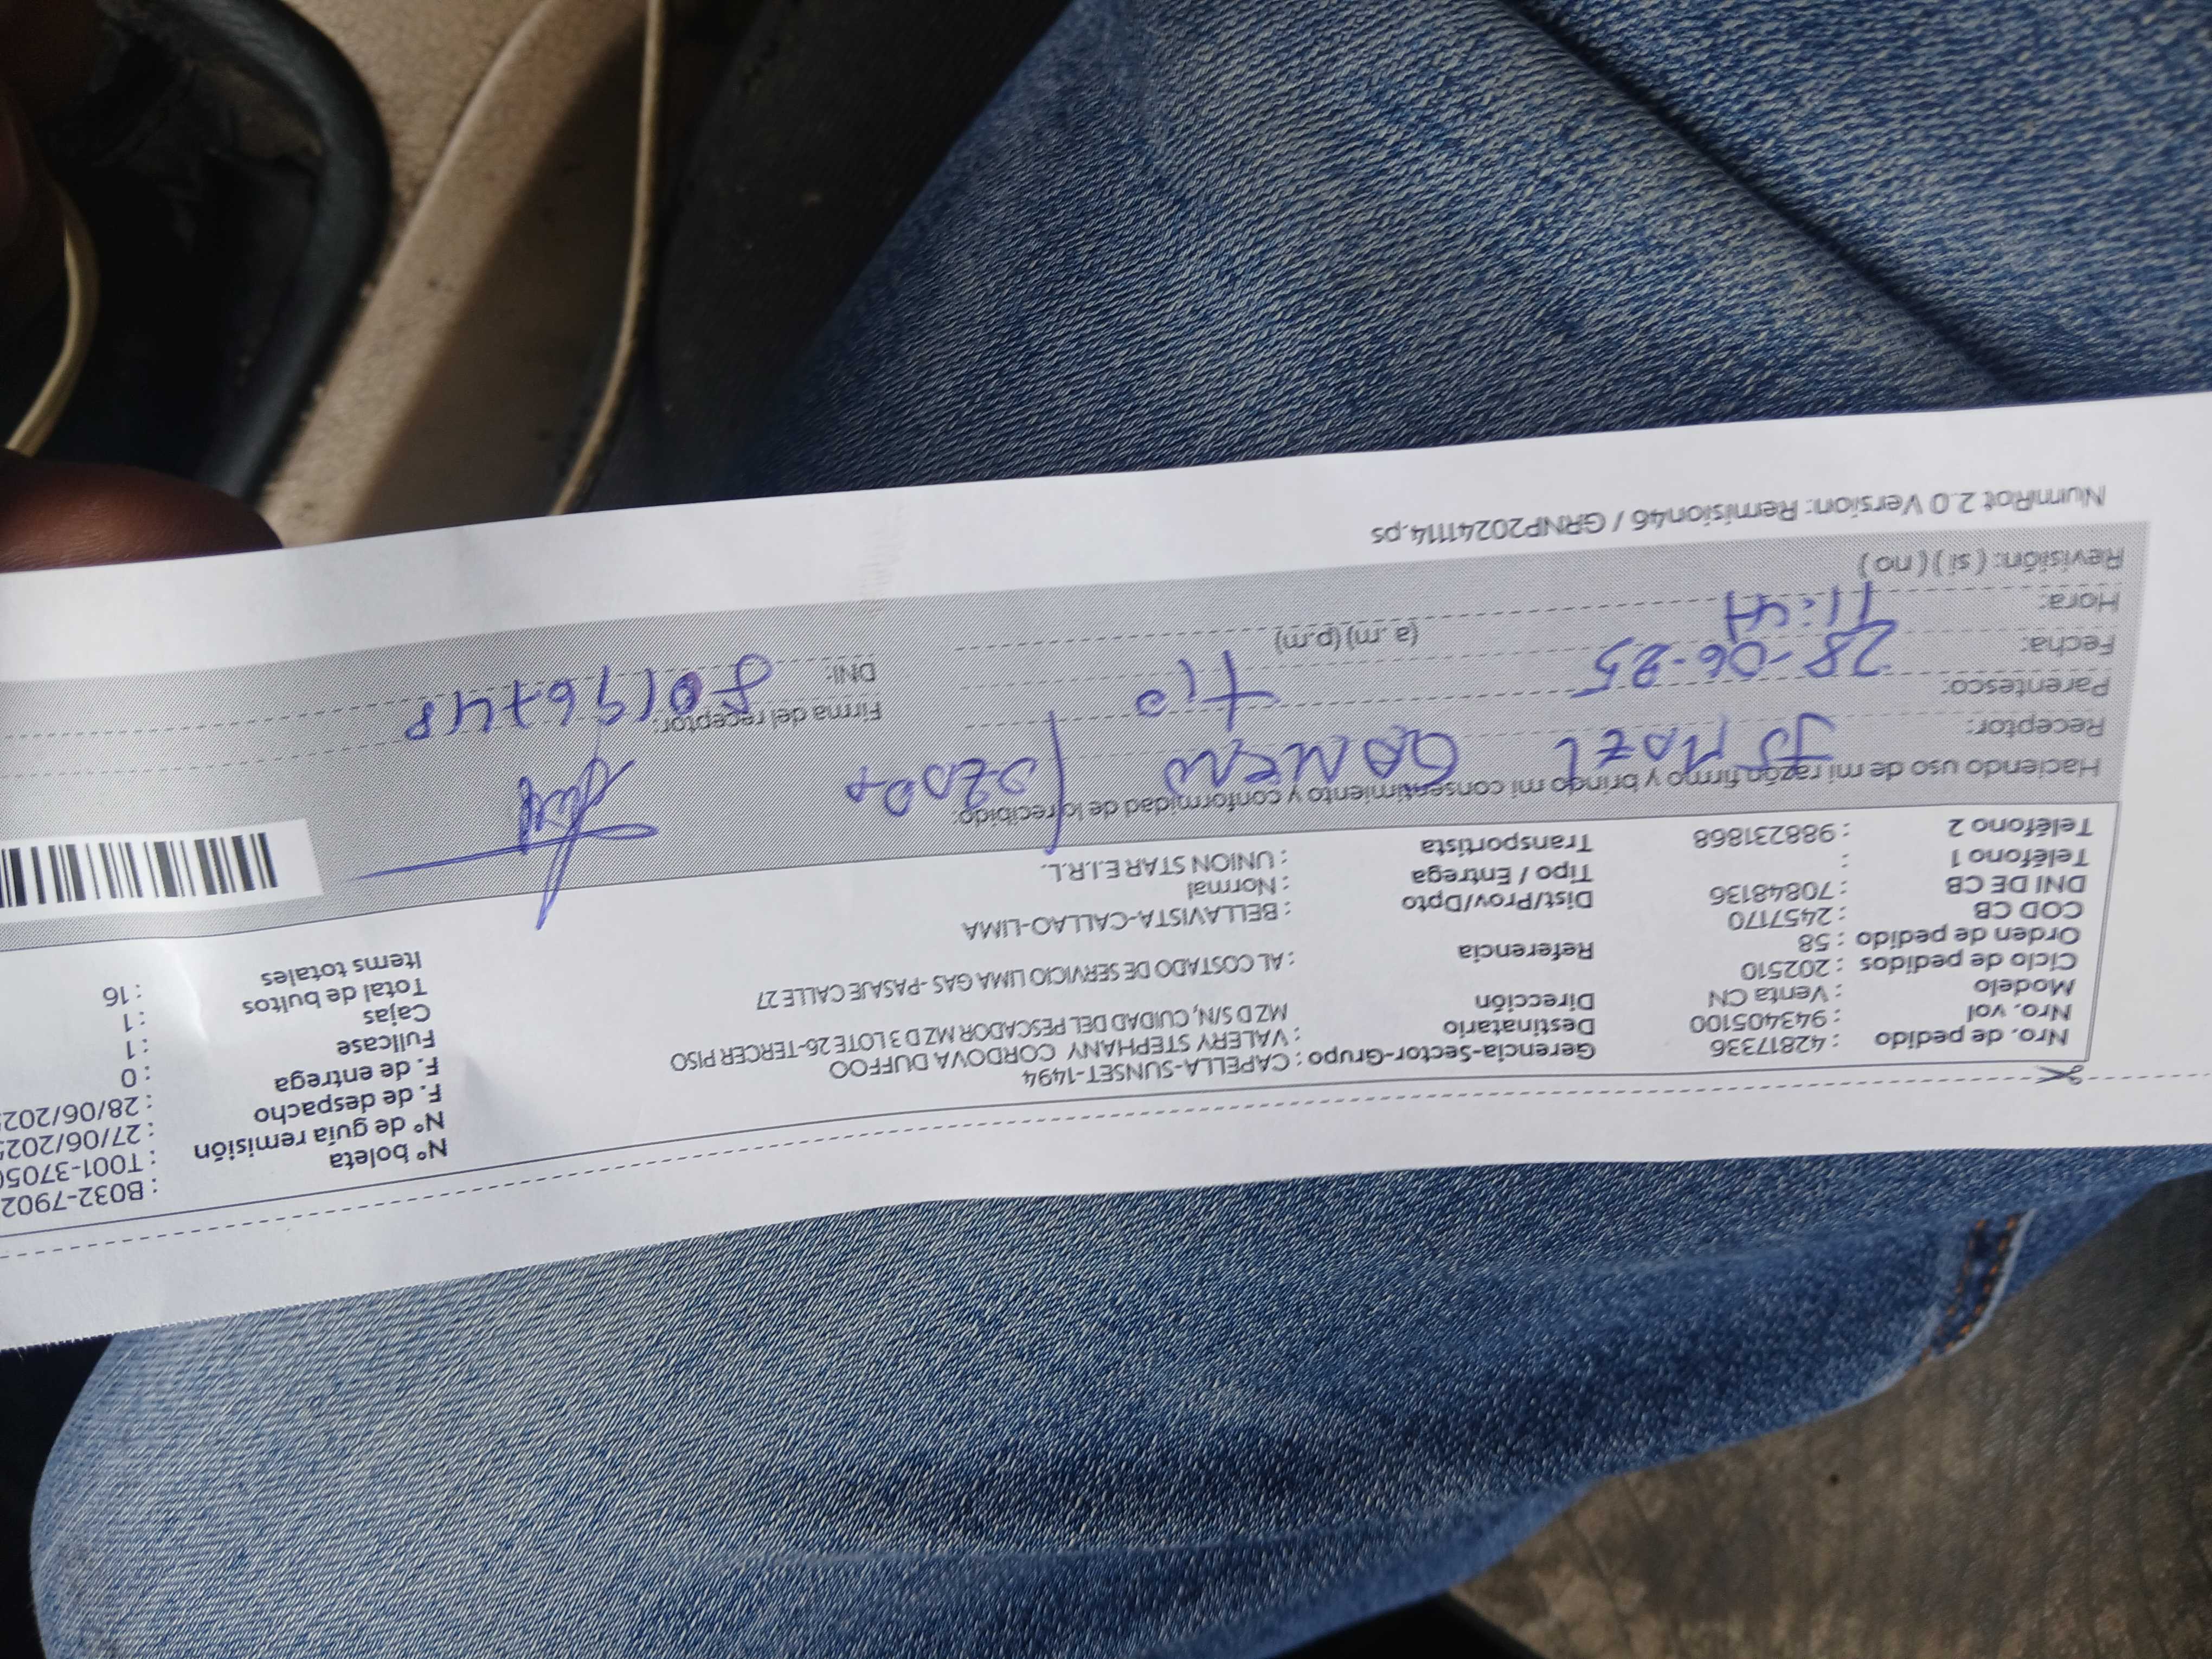 Nro. de pedido : 42817336 Gerencia-Sector-Grupo : CAPELLA-SUNSET-1494 N° boleta : B032-7902
Nro. vol : 943405100 Destinatario : VALERY STEPHANY CORDOVA DUFFOO N° de guía remisión : T001-3705
Modelo : Venta CN Dirección MZ D S/N, CUIDAD DEL PESCADOR MZ D 3 LOTE 26-TERCER PISO F. de despacho : 27/06/202
Ciclo de pedidos : 202510 F. de entrega : 28/06/202
Orden de pedido : 58 Referencia : AL COSTADO DE SERVICIO LIMA GAS -PASAJE CALLE 27 Fullcase : 0
COD CB : 2457170 Dist/Prov/Dpto : BELLAVISTA-CALLAO-LIMA Cajas : 1
DNI DE CB : 70848136 Tipo / Entrega : Normal Total de bultos : 1
Teléfono 1 : Transportista : UNION STAR E.I.R.L. Items totales : 16
Teléfono 2 : 988231868
Haciendo uso de mi razón firmo y brindo mi consentimiento y conformidad de lo recibido:
Receptor:
Parentesco: tio Firma del receptor:
Fecha: 28-06-25 DNI:
Hora: 11:41 (a.m) (p.m)
Revisión: ( si ) ( no )
NumRot 2.0 Version: Remision46 / GRNP20241114.ps